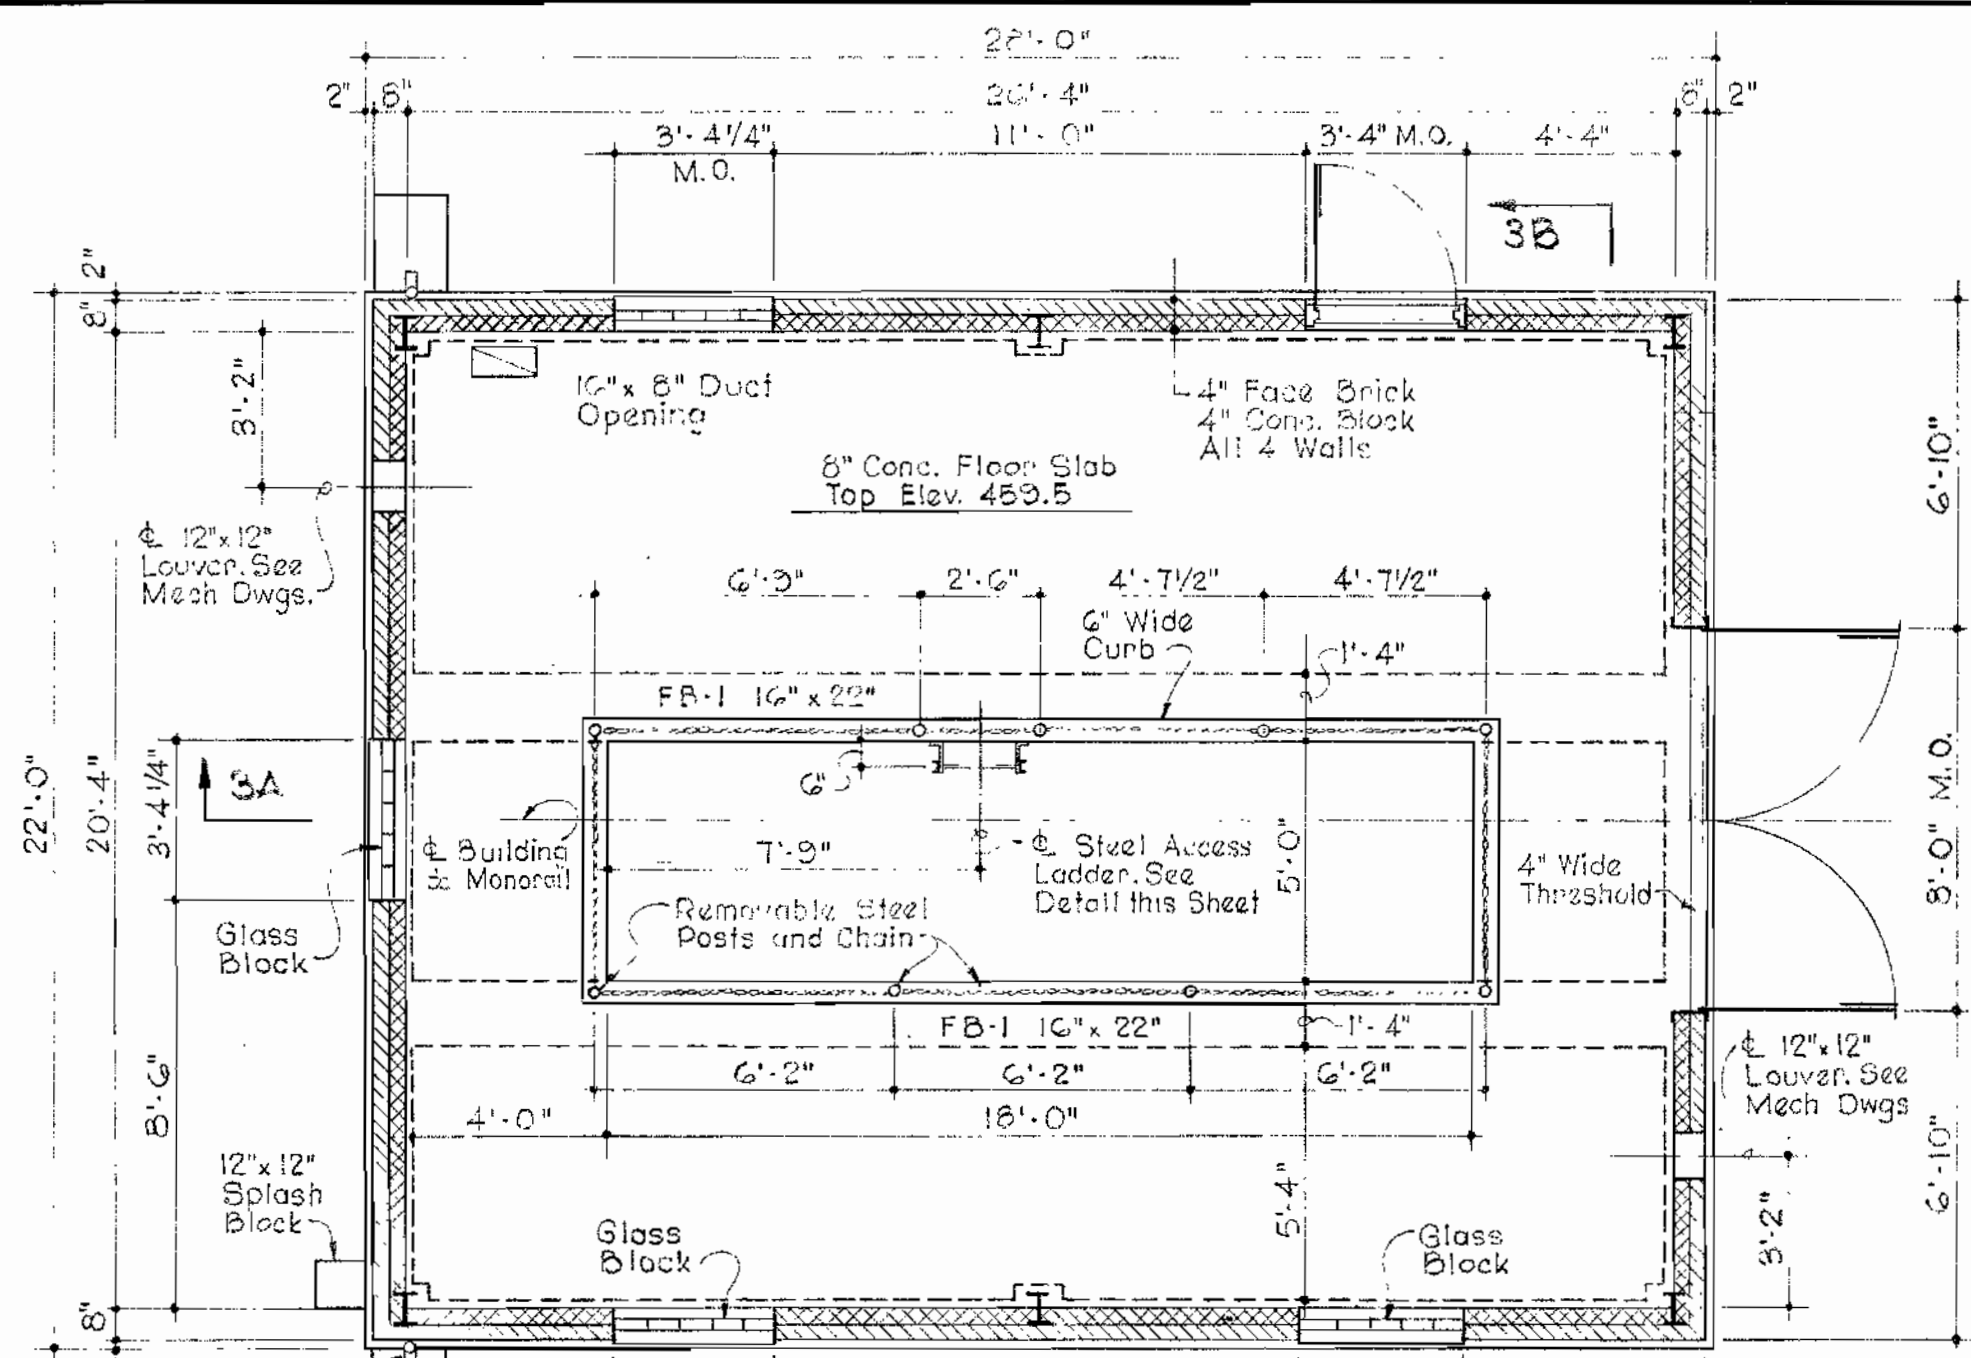 28'-0"
2" 8" 26'-4" 8" 2"
3'-4 1/4" 11'-0" 3'-4" M.O. 4'-4"
M.O.
3B
2"
8"
3'-2"
16" x 8" Duct
Opening
4" Face Brick
4" Conc. Block
All 4 Walls
8" Conc. Floor Slab
Top Elev. 459.5
6'-10"
℄ 12"x12"
Louver. See
Mech Dwgs.
6'-9" 2'-6" 4'-7 1/2" 4'-7 1/2"
6" Wide
Curb
1'-4"
FB-1 16" x 22"
22'-0"
20'-4"
3'-4 1/4"
3A
6"
8'-0" M.O.
℄ Building
& Monorail
7'-9"
℄ Steel Access
Ladder. See
Detail this Sheet
5'-0"
4" Wide
Threshold
Removable Steel
Posts and Chain
Glass
Block
FB-1 16" x 22"
1'-4"
8'-6"
6'-2" 6'-2" 6'-2"
4'-0" 18'-0"
℄ 12"x12"
Louver. See
Mech Dwgs
12"x 12"
Splash
Block
5'-4"
6'-10"
3'-2"
Glass
Block
Glass
Block
8"